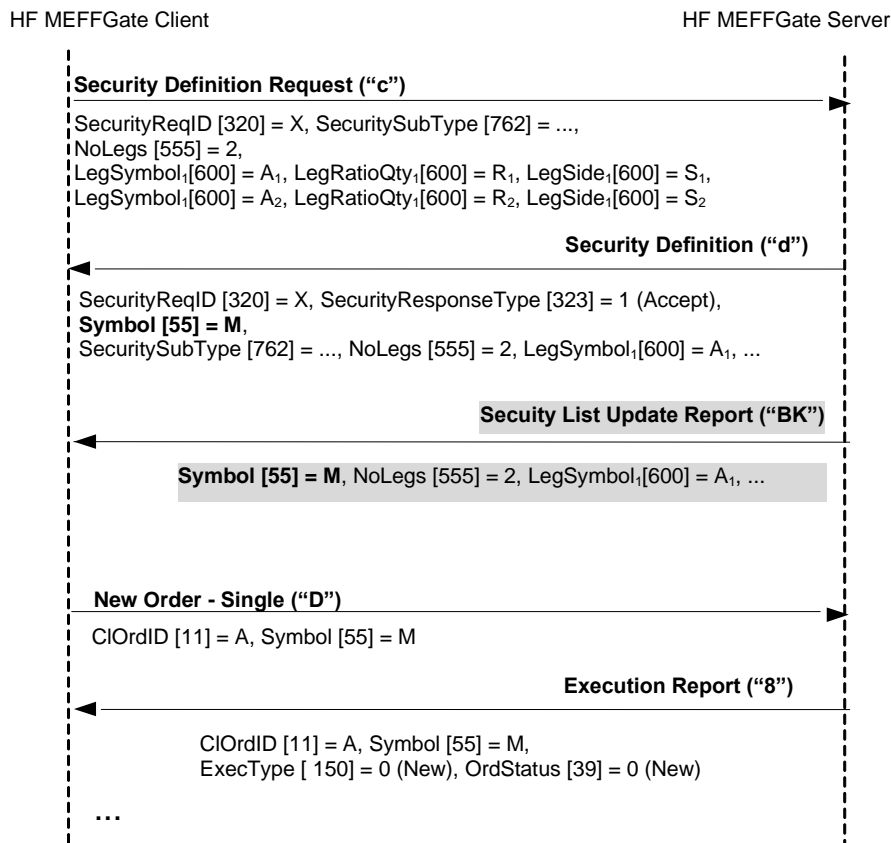 HF MEFFGate Client HF MEFFGate Server
Security Definition Request (“c”)
SecurityReqID [320] = X, SecuritySubType [762] = ...,
NoLegs [555] = 2,
LegSymbol₁[600] = A₁, LegRatioQty₁[600] = R₁, LegSide₁[600] = S₁,
LegSymbol₁[600] = A₂, LegRatioQty₁[600] = R₂, LegSide₁[600] = S₂
Security Definition (“d”)
SecurityReqID [320] = X, SecurityResponseType [323] = 1 (Accept),
Symbol [55] = M,
SecuritySubType [762] = ..., NoLegs [555] = 2, LegSymbol₁[600] = A₁, ...
Secuity List Update Report (“BK”)
Symbol [55] = M, NoLegs [555] = 2, LegSymbol₁[600] = A₁, ...
New Order - Single (“D”)
ClOrdID [11] = A, Symbol [55] = M
Execution Report (“8”)
ClOrdID [11] = A, Symbol [55] = M,
ExecType [ 150] = 0 (New), OrdStatus [39] = 0 (New)
...